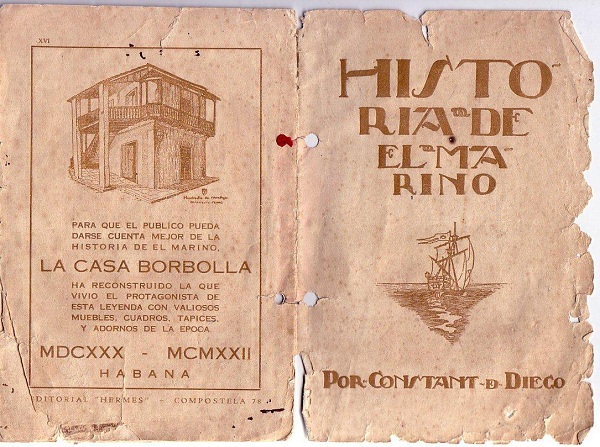 XVI
PARA QUE EL PUBLICO PUEDA
DARSE CUENTA MEJOR DE LA
HISTORIA DE EL MARINO,
LA CASA BORBOLLA
HA RECONSTRUIDO LA QUE
VIVIO EL PROTAGONISTA DE
ESTA LEYENDA CON VALIOSOS
MUEBLES, CUADROS, TAPICES,
Y ADORNOS DE LA EPOCA.
MDCXXX - MCMXXII
HABANA
DITORIAL "HERMES" - COMPOSTELA 78
HISTO-
RIA DE
EL MA-
RINO
POR CONSTANT D DIEGO